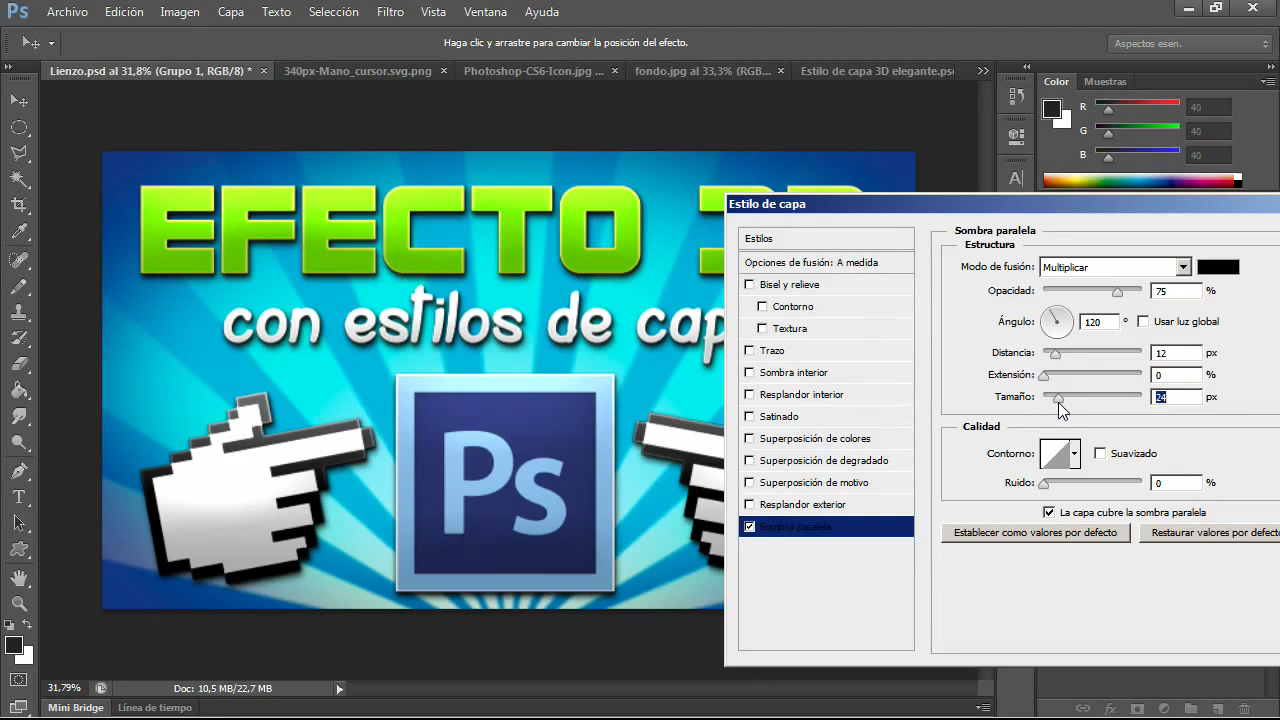 Ps Archivo Edición Imagen Capa Texto Selección Filtro Vista Ventana Ayuda
Haga clic y arrastre para cambiar la posición del efecto.
Aspectos esen.
Lienzo.psd al 31,8% (Grupo 1, RGB/8) * × 340px-Mano_cursor.svg.png × Photoshop-CS6-Icon.jpg ... × fondo.jpg al 33,3% (RGB... × Estilo de capa 3D elegante.ps
Color Muestras
R 40
G 40
B 40
EFECTO
con estilos de cap
Ps
Estilo de capa
Estilos
Opciones de fusión: A medida
Bisel y relieve
Contorno
Textura
Trazo
Sombra interior
Resplandor interior
Satinado
Superposición de colores
Superposición de degradado
Superposición de motivo
Resplandor exterior
Sombra paralela
Sombra paralela
Estructura
Modo de fusión: Multiplicar
Opacidad: 75 %
Ángulo: 120 ° Usar luz global
Distancia: 12 px
Extensión: 0 %
Tamaño: 24 px
Calidad
Contorno: Suavizado
Ruido: 0 %
La capa cubre la sombra paralela
Establecer como valores por defecto Restaurar valores por defecto
31,79% Doc: 10,5 MB/22,7 MB
Mini Bridge Línea de tiempo